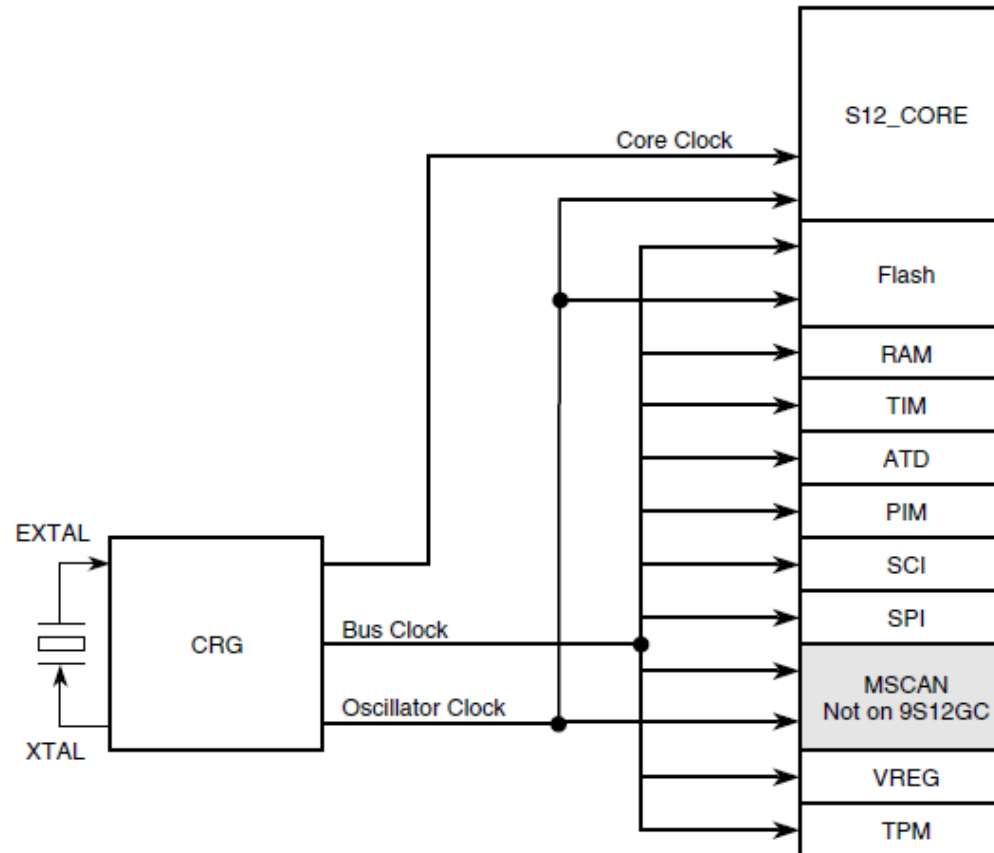 S12_CORE
Core Clock
Flash
RAM
TIM
ATD
PIM
EXTAL
SCI
SPI
Bus Clock
CRG
MSCAN
Not on 9S12GC
Oscillator Clock
XTAL
VREG
TPM